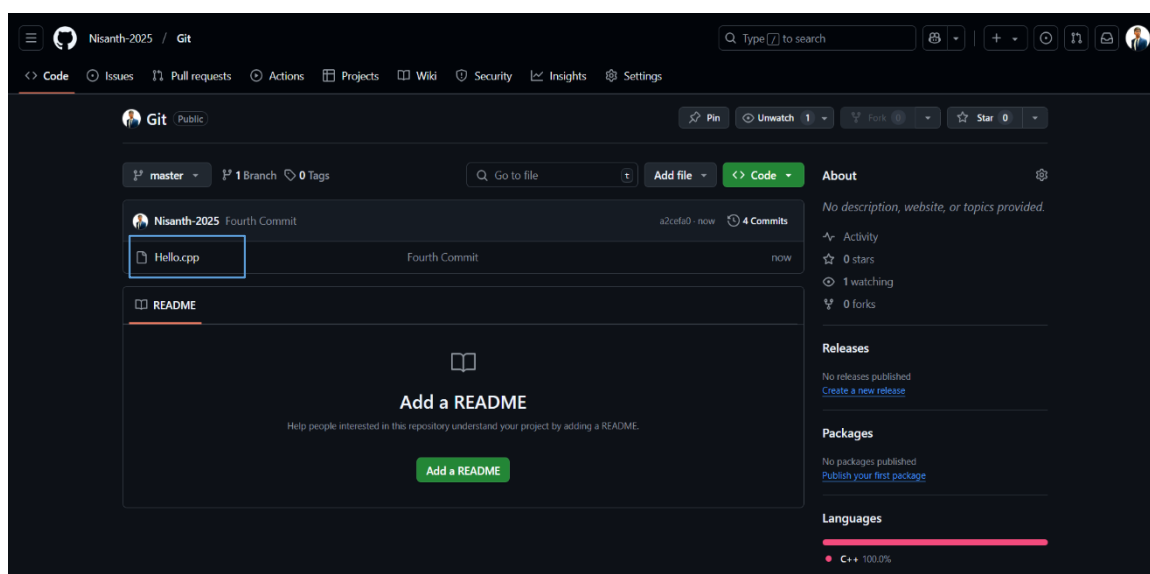 Nisanth-2025 / Git
Type / to search
Code Issues Pull requests Actions Projects Wiki Security Insights Settings
Git Public
Pin Unwatch 1 Fork 0 Star 0
master 1 Branch 0 Tags Go to file t Add file Code
Nisanth-2025 Fourth Commit a2cefa0 · now 4 Commits
Hello.cpp Fourth Commit now
README
Add a README
Help people interested in this repository understand your project by adding a README.
Add a README
About
No description, website, or topics provided.
Activity
0 stars
1 watching
0 forks
Releases
No releases published
Create a new release
Packages
No packages published
Publish your first package
Languages
C++ 100.0%